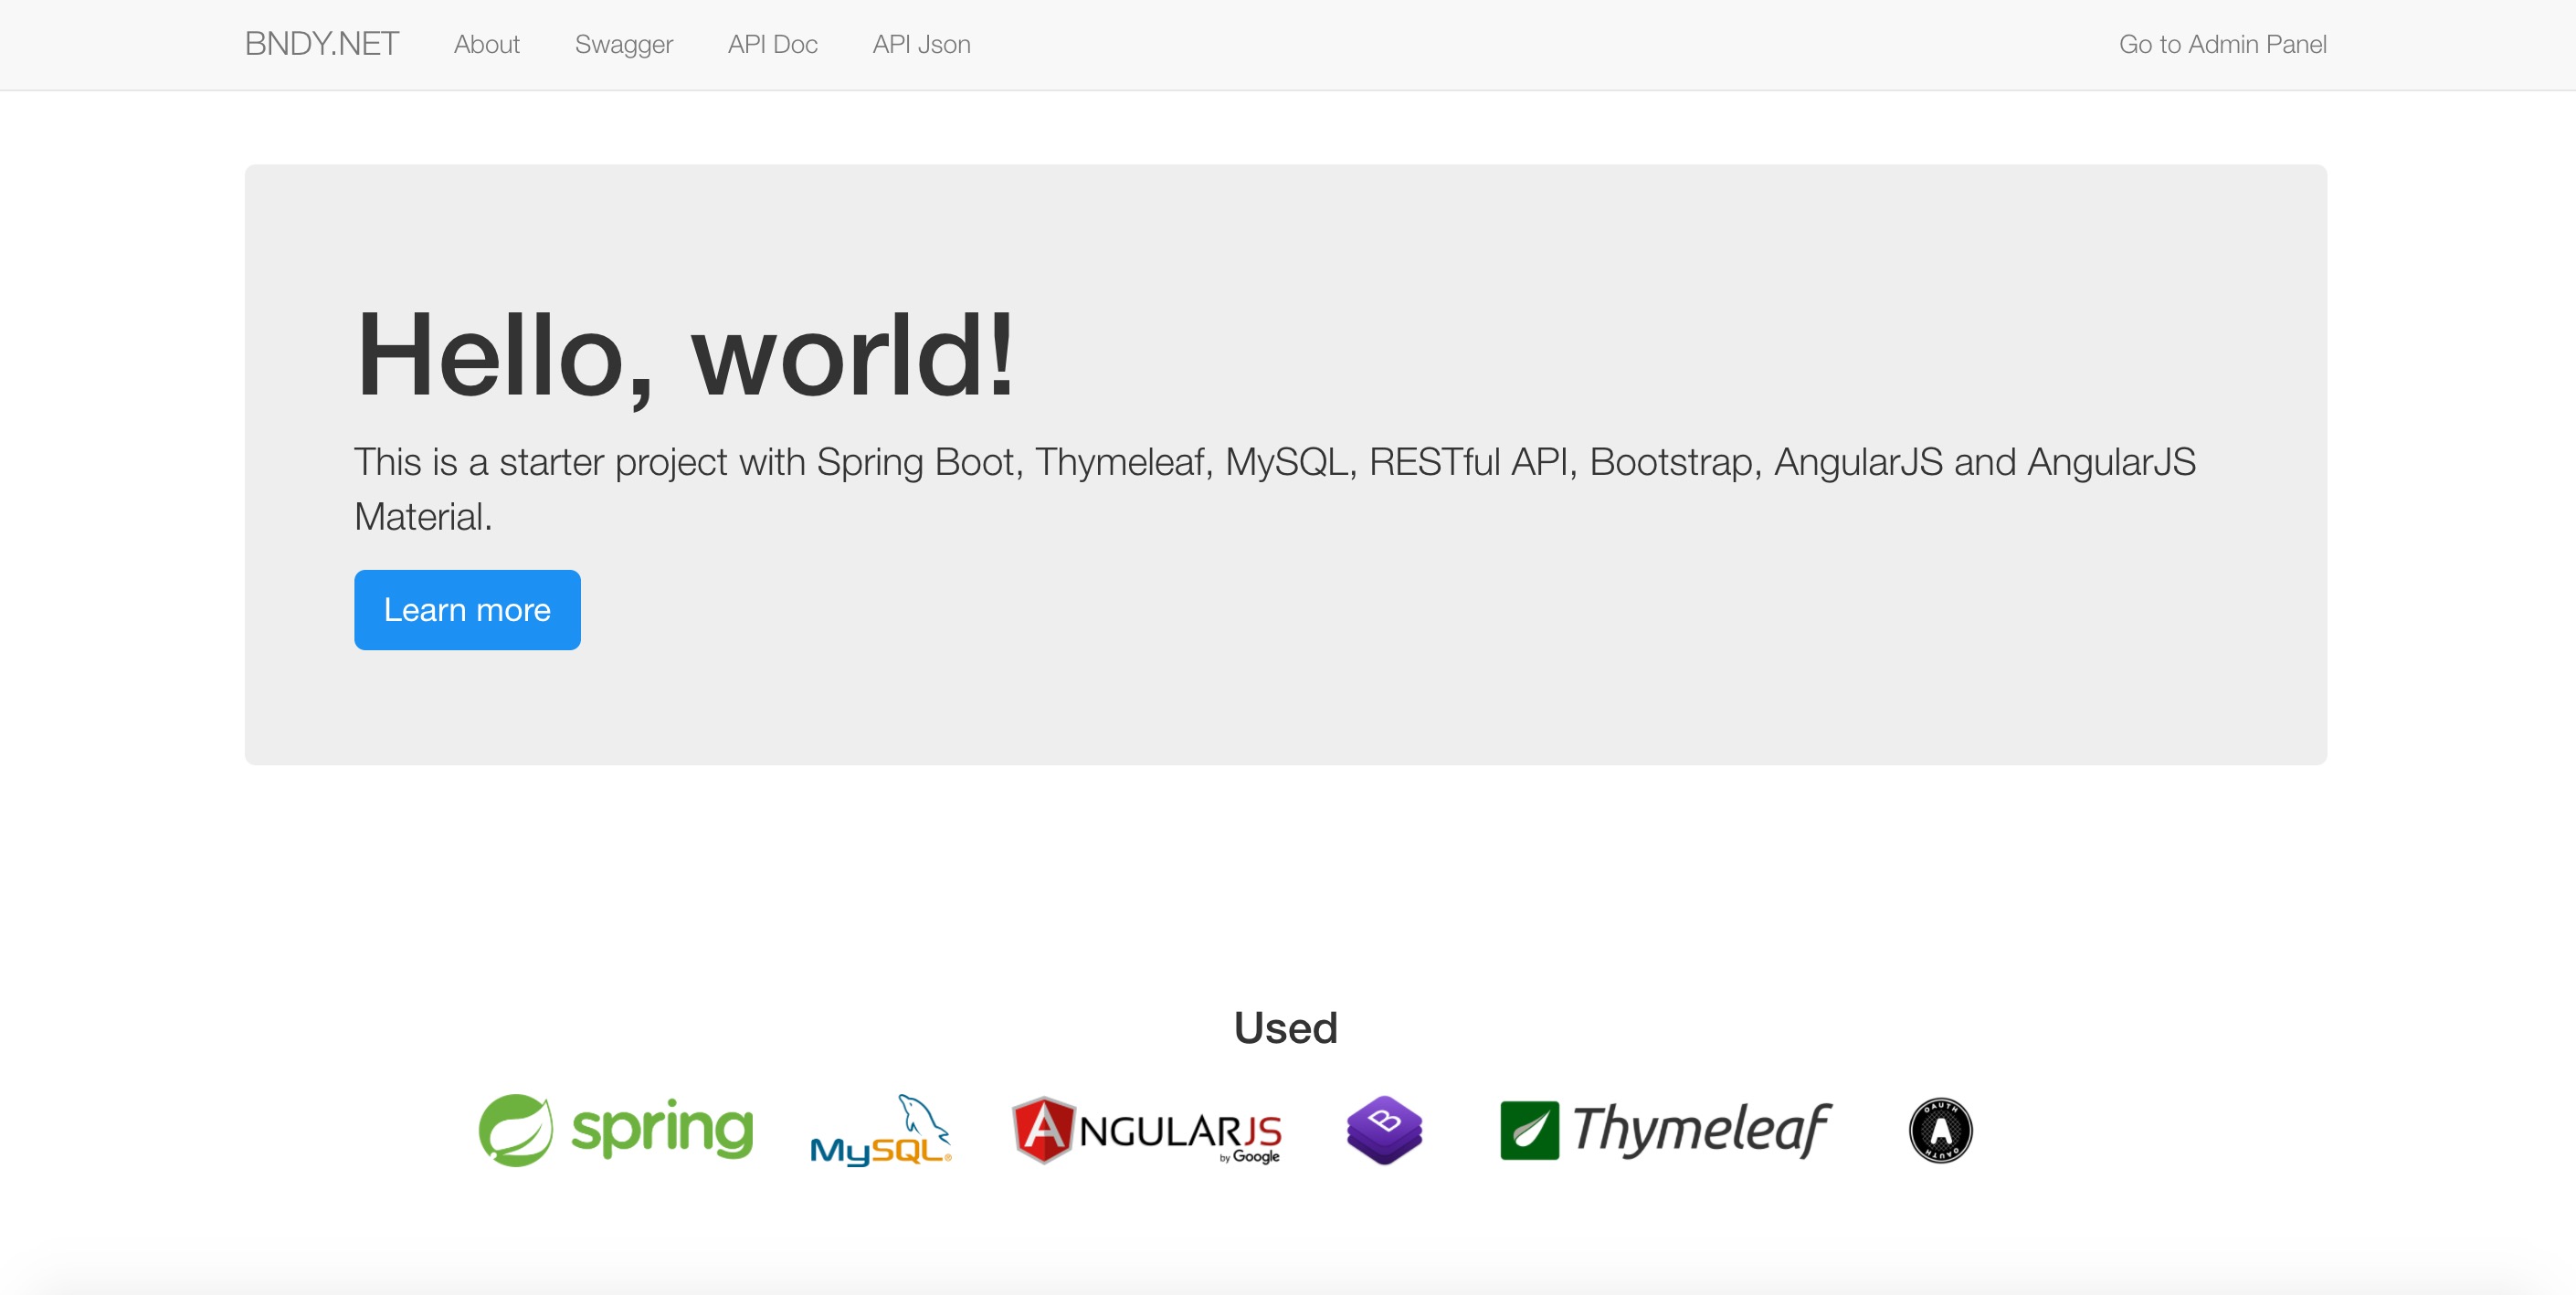 BNDY.NET About Swagger API Doc API Json Go to Admin Panel
Hello, world!
This is a starter project with Spring Boot, Thymeleaf, MySQL, RESTful API, Bootstrap, AngularJS and AngularJS
Material.
Learn more
Used
spring MySQL® ANGULARJS B Thymeleaf OAUTH A OAUTH
by Google